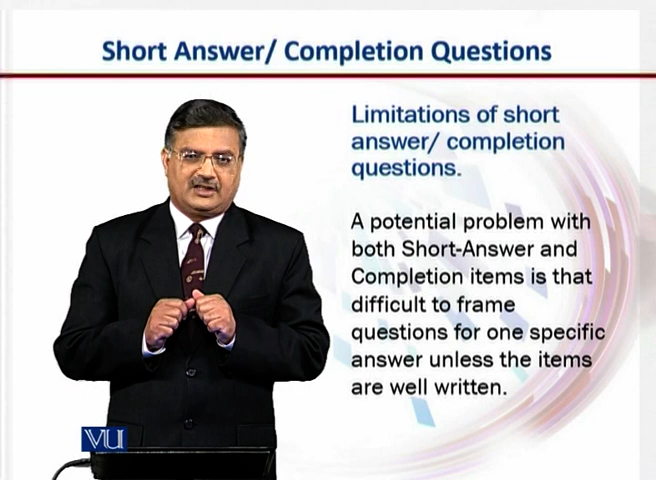 Short Answer/ Completion Questions
Limitations of short
answer/ completion
questions.
A potential problem with
both Short-Answer and
Completion items is that
difficult to frame
questions for one specific
answer unless the items
are well written.
VU